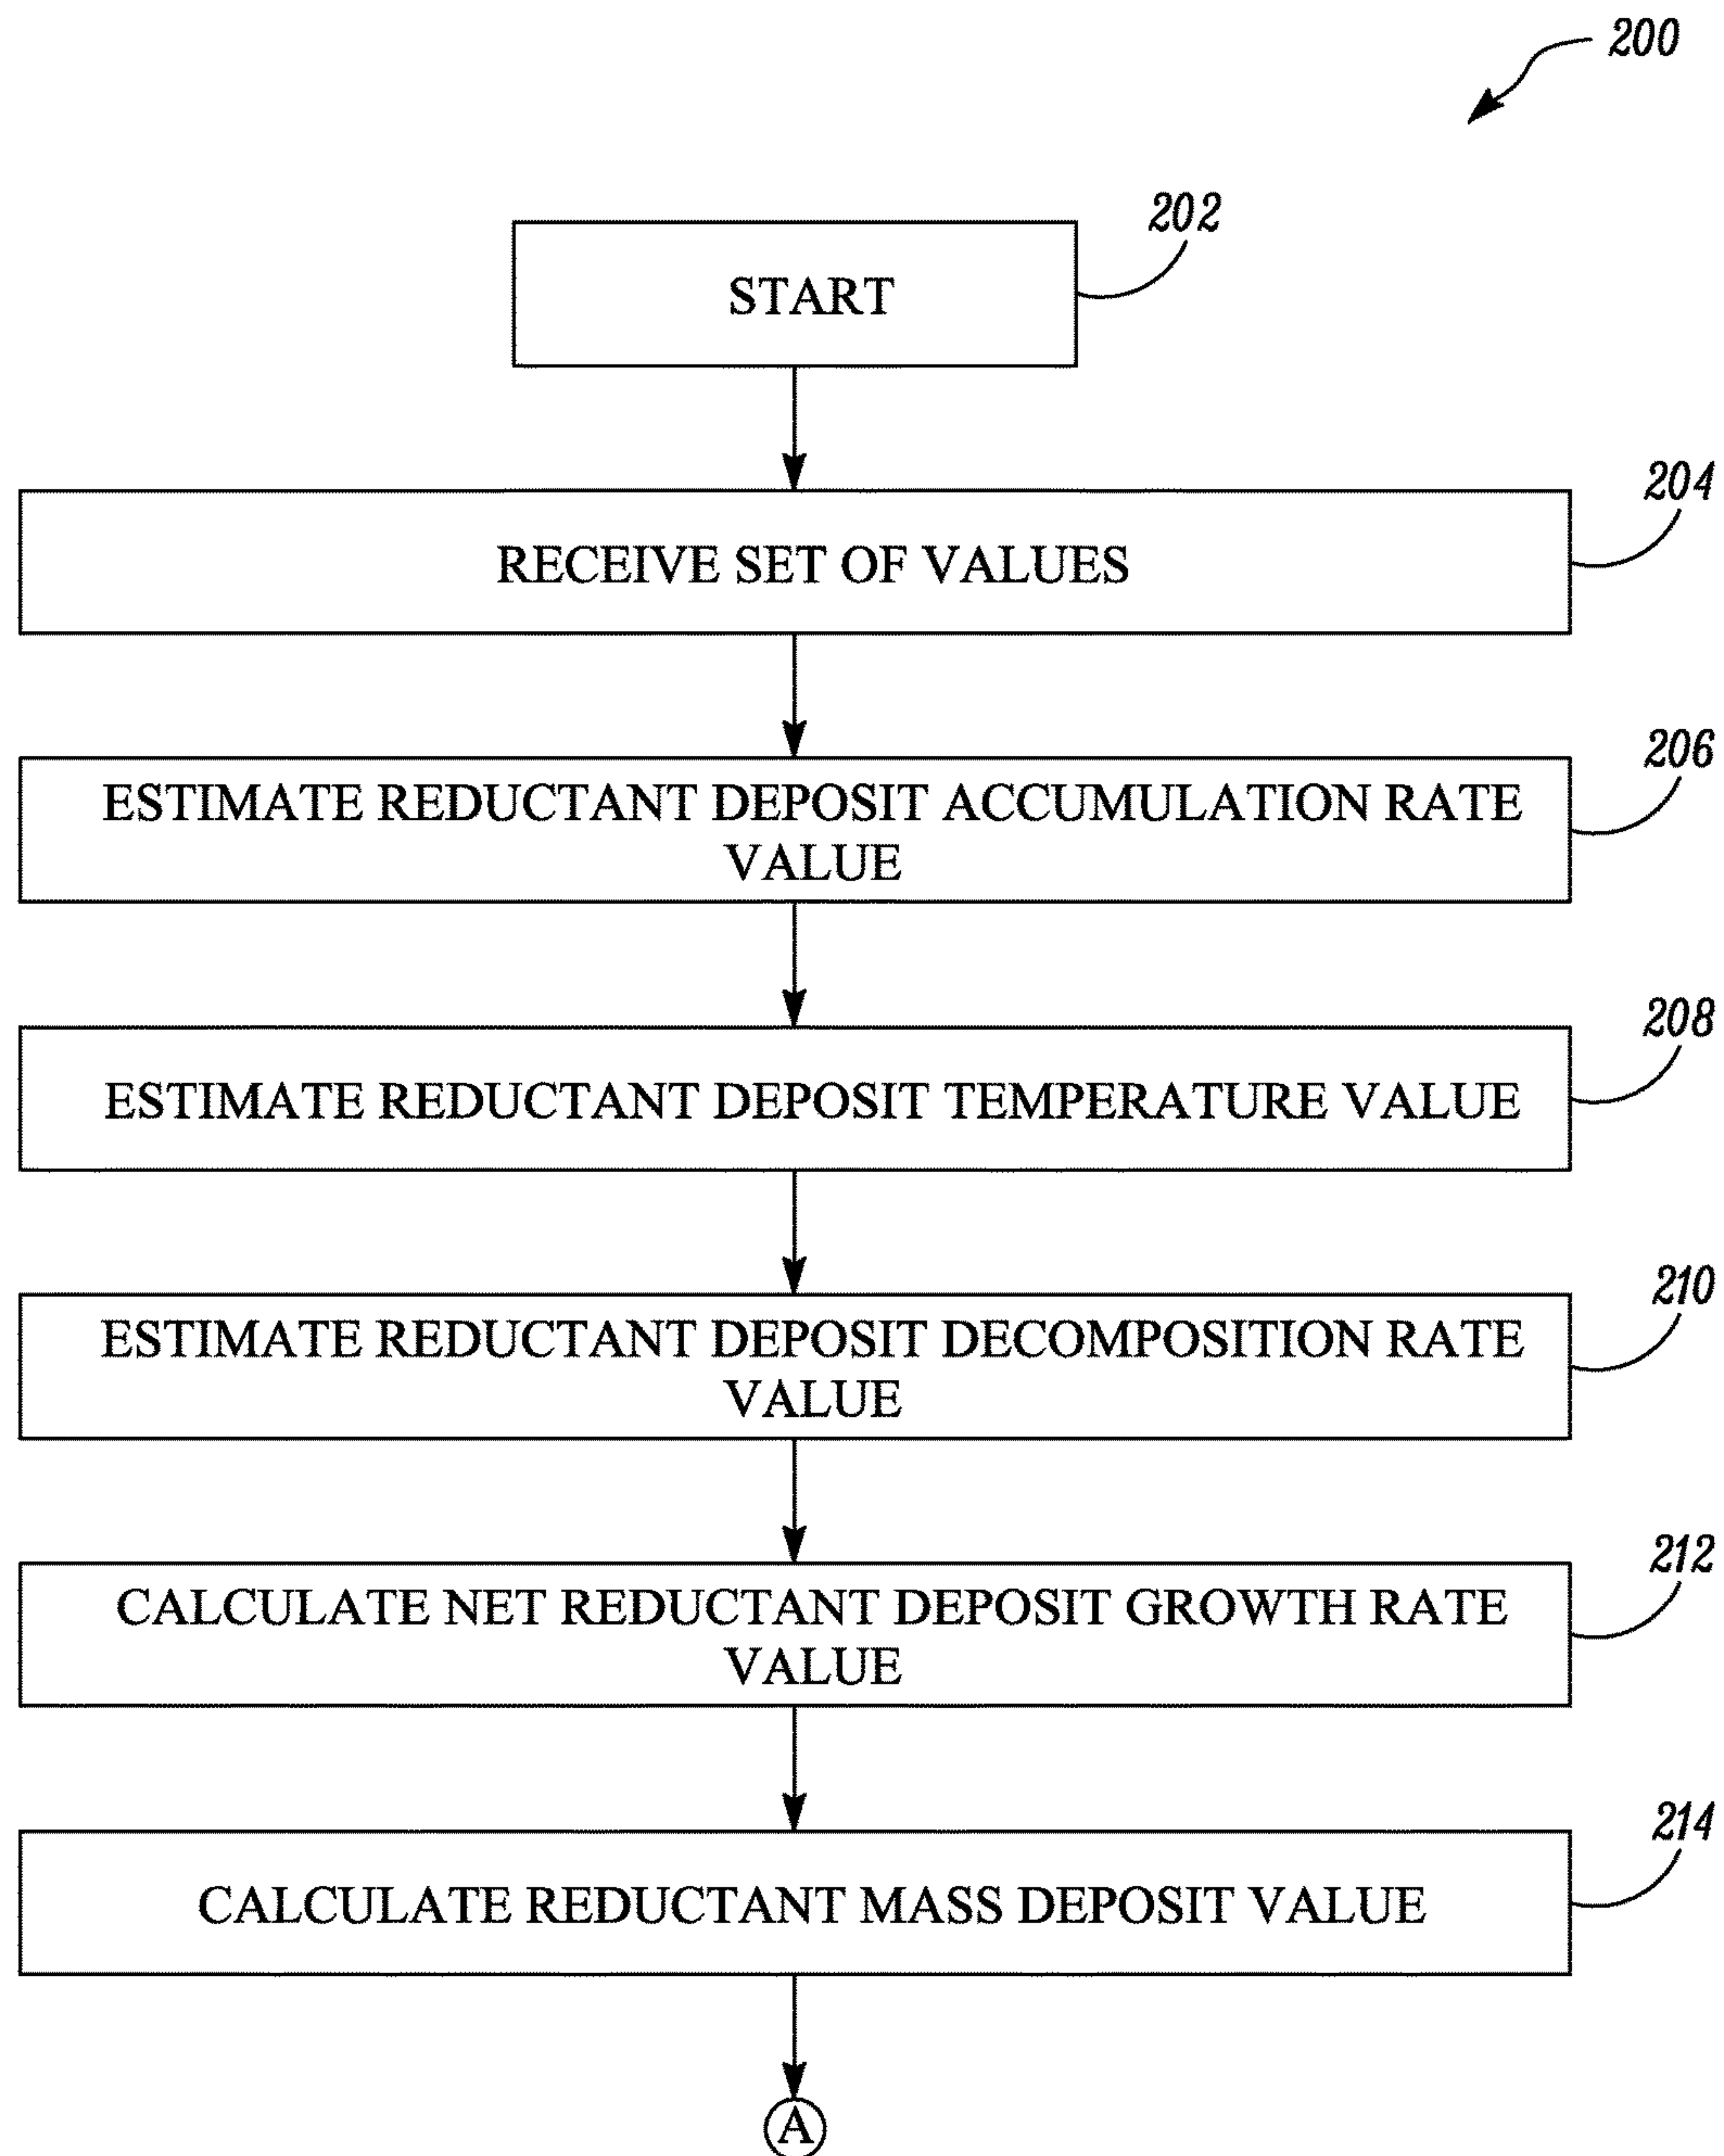 200
202
START
204
RECEIVE SET OF VALUES
206
ESTIMATE REDUCTANT DEPOSIT ACCUMULATION RATE
VALUE
208
ESTIMATE REDUCTANT DEPOSIT TEMPERATURE VALUE
210
ESTIMATE REDUCTANT DEPOSIT DECOMPOSITION RATE
VALUE
212
CALCULATE NET REDUCTANT DEPOSIT GROWTH RATE
VALUE
214
CALCULATE REDUCTANT MASS DEPOSIT VALUE
A